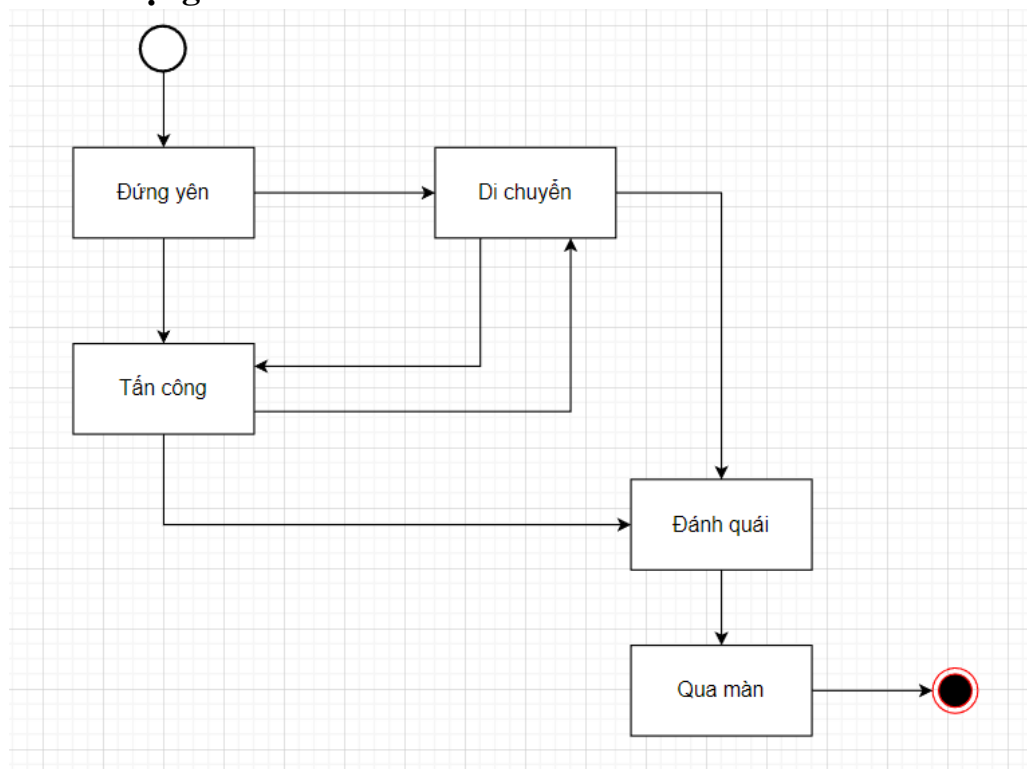 Đứng yên
Di chuyển
Tấn công
Đánh quái
Qua màn